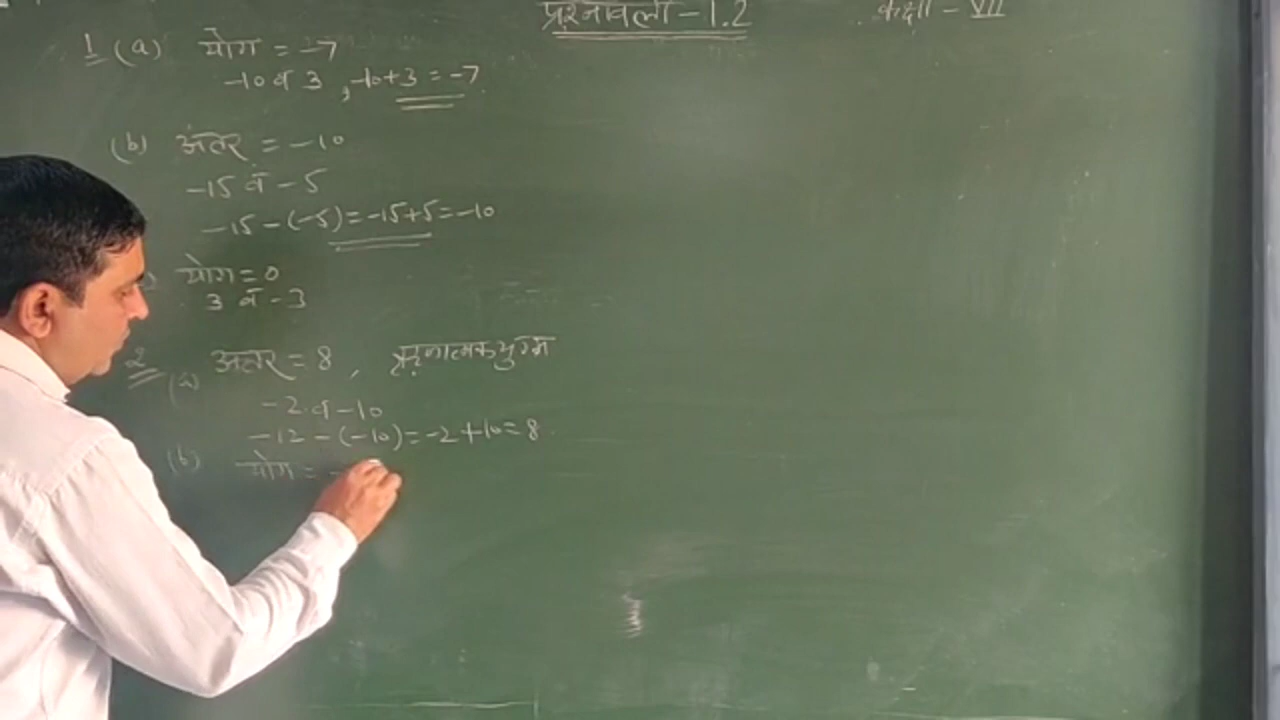 प्रश्नावली - 1.2
कक्षा - VII
1 (a) योग = -7
-10 व 3 , -10+3 = -7
(b) अंतर = -10
-15 व -5
-15 - (-5) = -15+5 = -10
योग = 0
3 व -3
2 (a) अंतर = 8 , ऋणात्मक युग्म
-2 व -10
-12 - (-10) = -2 + 10 = 8
(b) योग = -